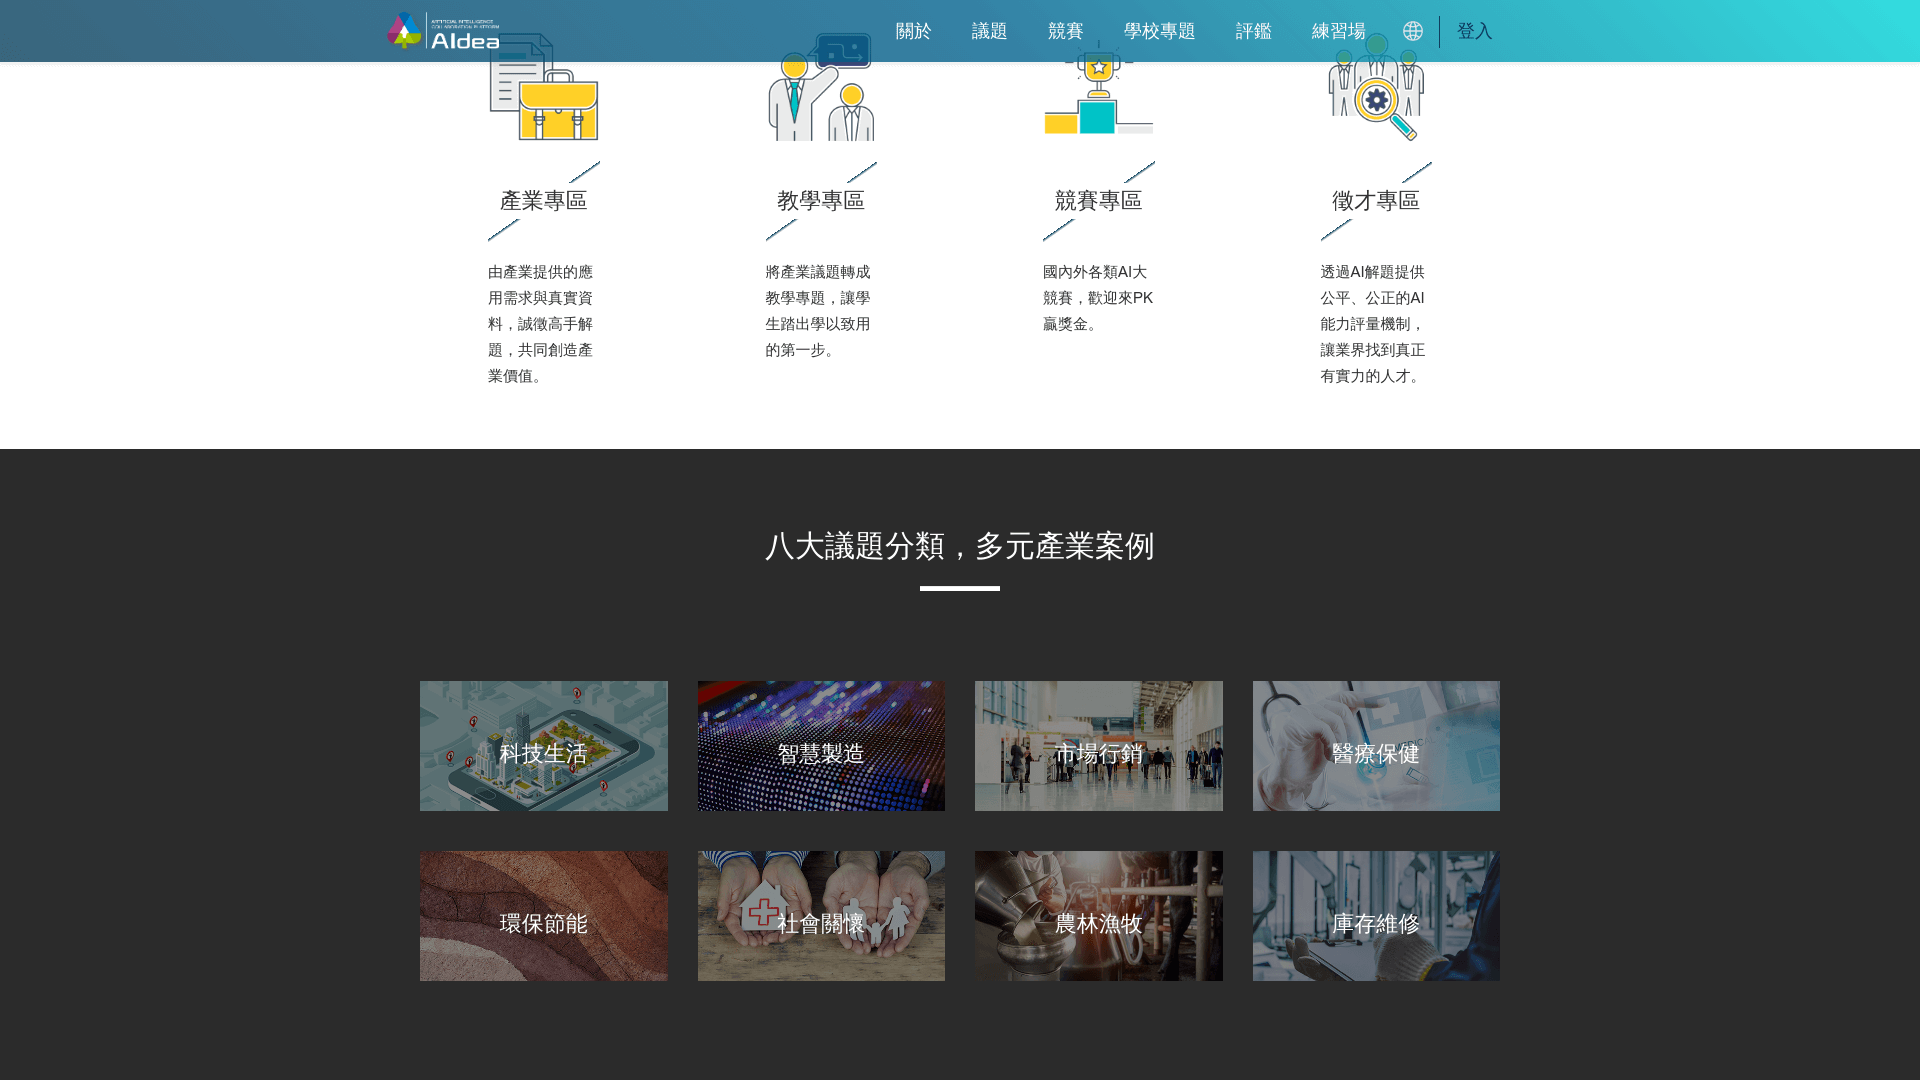 ARTIFICIAL INTELLIGENCE
COLLABORATION PLATFORM
AIdea
關於
議題
競賽
學校專題
評鑑
練習場
登入
產業專區
教學專區
競賽專區
徵才專區
由產業提供的應
用需求與真實資
料，誠徵高手解
題，共同創造產
業價值。
將產業議題轉成
教學專題，讓學
生踏出學以致用
的第一步。
國內外各類AI大
競賽，歡迎來PK
贏獎金。
透過AI解題提供
公平、公正的AI
能力評量機制，
讓業界找到真正
有實力的人才。
八大議題分類，多元產業案例
科技生活
智慧製造
市場行銷
醫療保健
環保節能
社會關懷
農林漁牧
庫存維修